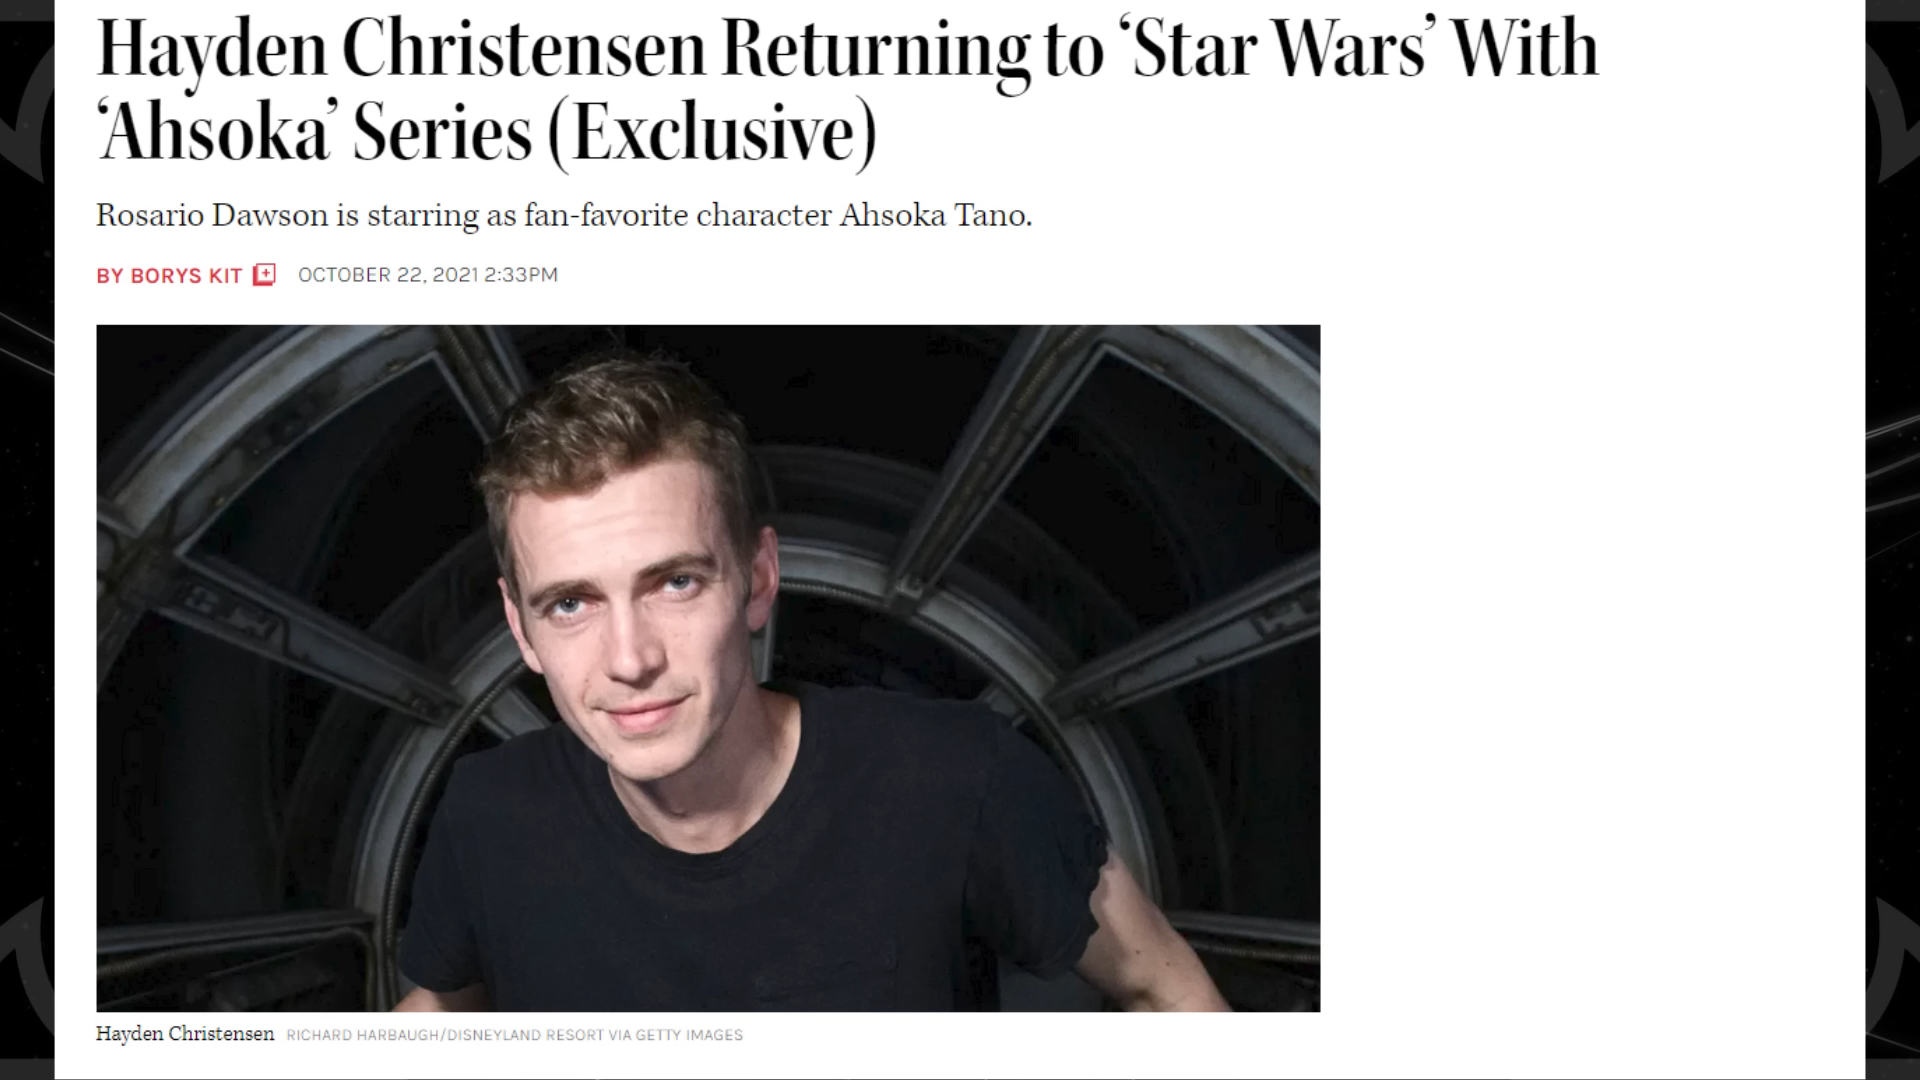 Hayden Christensen Returning to ‘Star Wars’ With
‘Ahsoka’ Series (Exclusive)
Rosario Dawson is starring as fan-favorite character Ahsoka Tano.
BY BORYS KIT OCTOBER 22, 2021 2:33PM
Hayden Christensen RICHARD HARBAUGH/DISNEYLAND RESORT VIA GETTY IMAGES